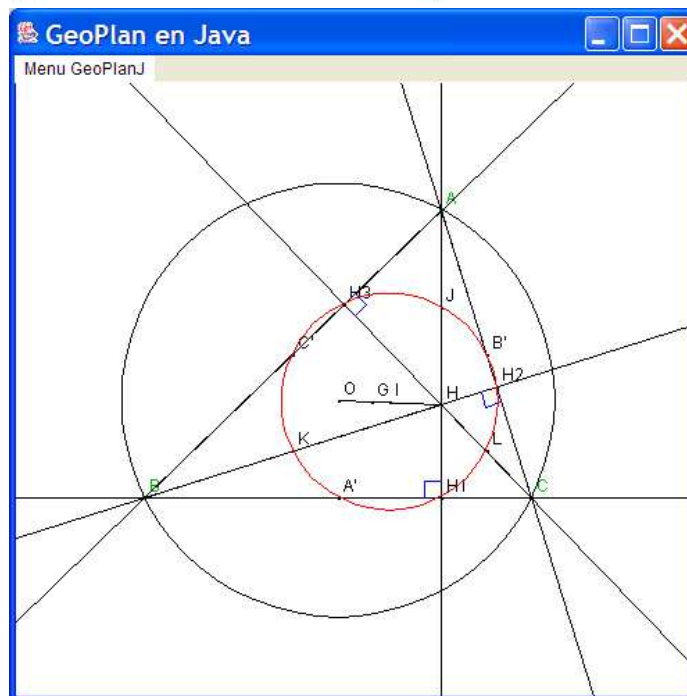 GeoPlan en Java
Menu GeoPlanJ
A
H3
J
C'
B'
H2
O
G I
H
K
L
B
A'
H1
C